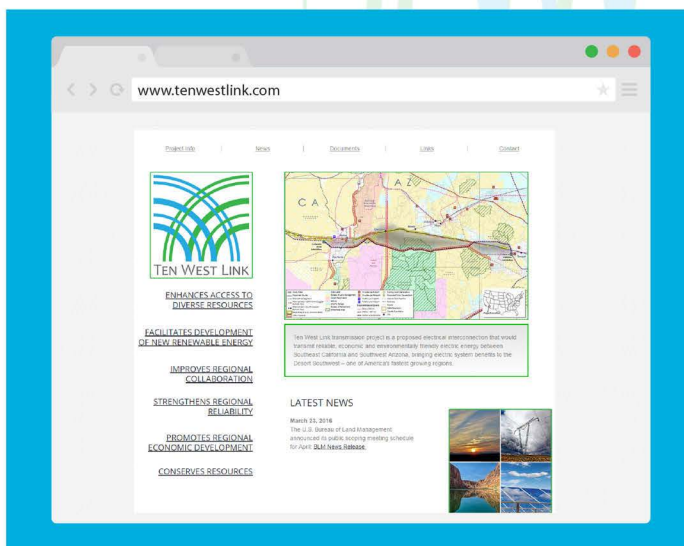 www.tenwestlink.com
Project Info | News | Documents | Links | Contact
TEN WEST LINK
CA
AZ
ENHANCES ACCESS TO
DIVERSE RESOURCES
FACILITATES DEVELOPMENT
OF NEW RENEWABLE ENERGY
IMPROVES REGIONAL
COLLABORATION
STRENGTHENS REGIONAL
RELIABILITY
PROMOTES REGIONAL
ECONOMIC DEVELOPMENT
CONSERVES RESOURCES
Ten West Link transmission project is a proposed electrical interconnection that would
transmit reliable, economic and environmentally friendly electric energy between
Southeast California and Southwest Arizona, bringing electric system benefits to the
Desert Southwest – one of America's fastest growing regions.
LATEST NEWS
March 23, 2016
The U.S. Bureau of Land Management
announced its public scoping meeting schedule
for April: BLM News Release